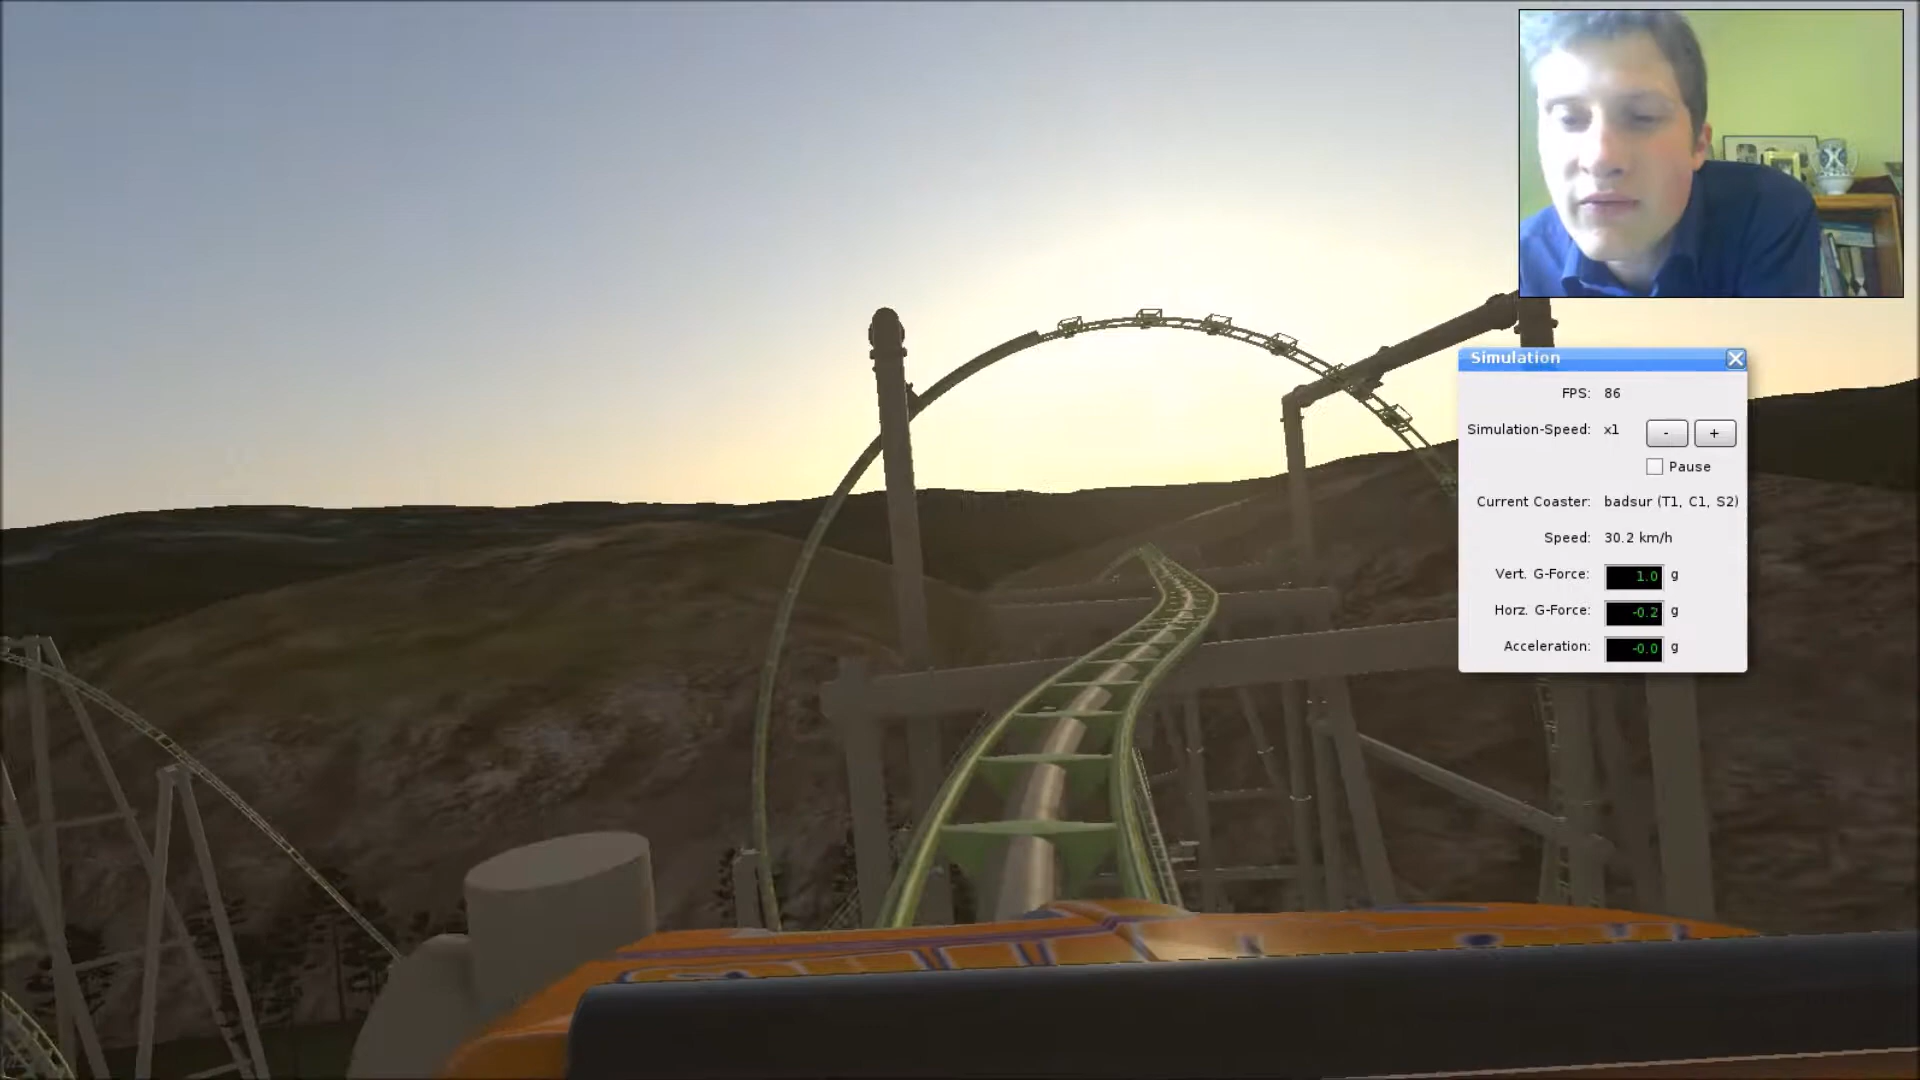 Simulation
FPS: 86
Simulation-Speed: x1 - +
Pause
Current Coaster: badsur (T1, C1, S2)
Speed: 30.2 km/h
Vert. G-Force: 1.0 g
Horz. G-Force: -0.2 g
Acceleration: -0.0 g